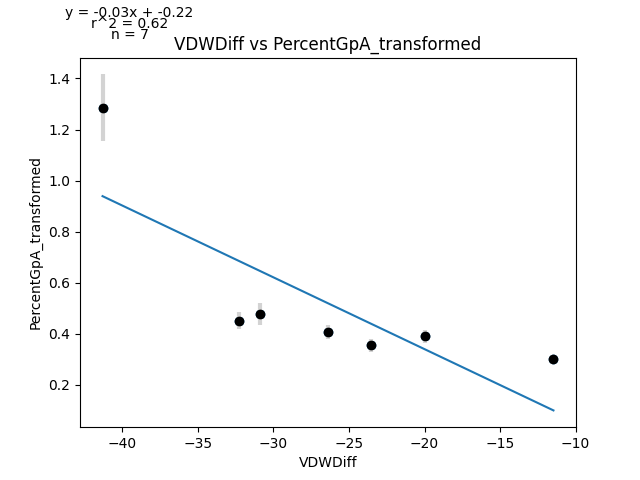 y = -0.03x + -0.22
r^2 = 0.62
n = 7
VDWDiff vs PercentGpA_transformed
1.4
1.2
1.0
0.8
0.6
0.4
0.2
PercentGpA_transformed
−40
−35
−30
−25
−20
−15
−10
VDWDiff